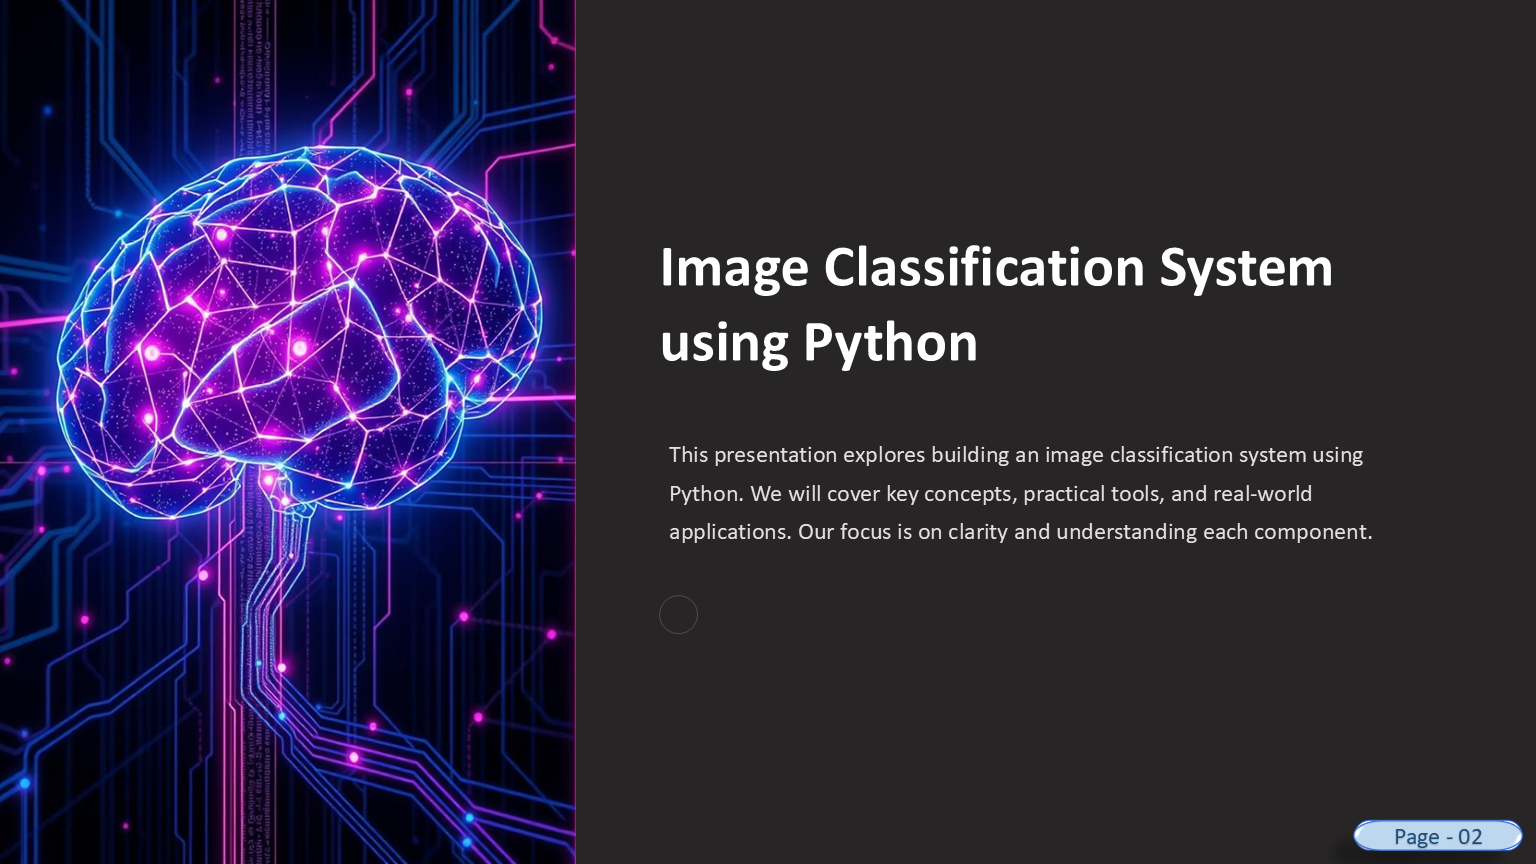 Image Classification System
using Python
This presentation explores building an image classification system using
Python. We will cover key concepts, practical tools, and real-world
applications. Our focus is on clarity and understanding each component.
Page - 02